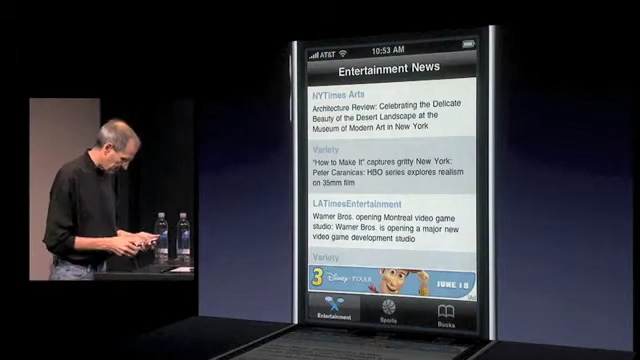 AT&T
10:53 AM
Entertainment News
NYTimes Arts
Architecture Review: Celebrating the Delicate
Beauty of the Desert Landscape at the
Museum of Modern Art in New York
Variety
"How to Make It" captures gritty New York:
Peter Caranicas: HBO series explores realism
on 35mm film
LATimesEntertainment
Warner Bros. opening Montreal video game
studio: Warner Bros. is opening a major new
video game development studio
Variety
3 Disney · PIXAR JUNE 18
Entertainment
Sports
Books